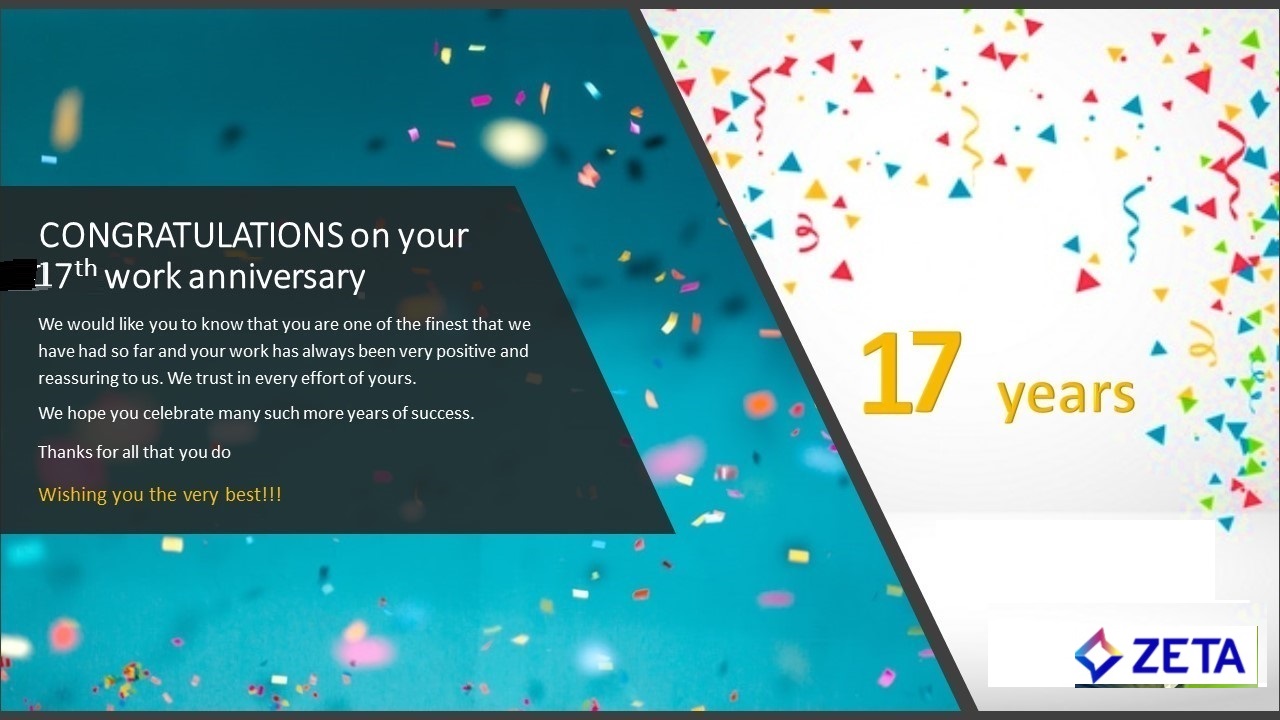 CONGRATULATIONS on your
17th work anniversary
We would like you to know that you are one of the finest that we
have had so far and your work has always been very positive and
reassuring to us. We trust in every effort of yours.
We hope you celebrate many such more years of success.
Thanks for all that you do
Wishing you the very best!!!
17 years
ZETA